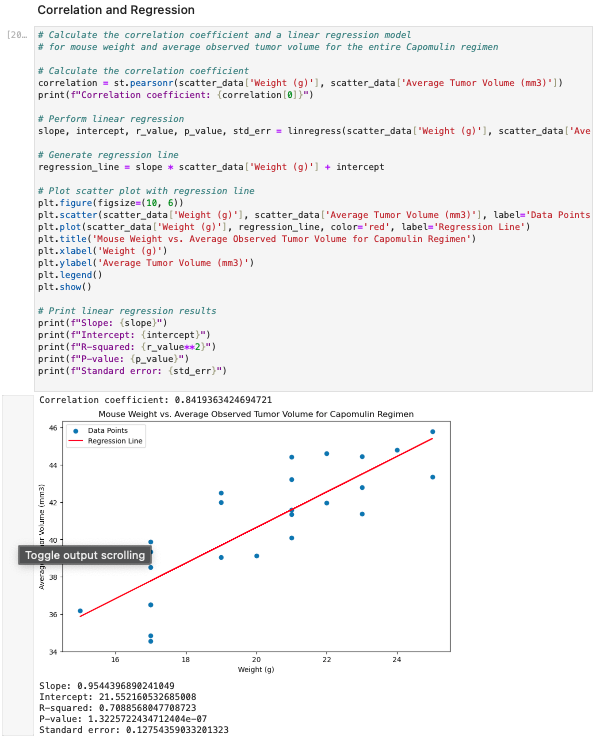 Correlation and Regression
[20…
# Calculate the correlation coefficient and a linear regression model
# for mouse weight and average observed tumor volume for the entire Capomulin regimen
# Calculate the correlation coefficient
correlation = st.pearsonr(scatter_data['Weight (g)'], scatter_data['Average Tumor Volume (mm3)'])
print(f"Correlation coefficient: {correlation[0]}")
# Perform linear regression
slope, intercept, r_value, p_value, std_err = linregress(scatter_data['Weight (g)'], scatter_data['Ave
# Generate regression line
regression_line = slope * scatter_data['Weight (g)'] + intercept
# Plot scatter plot with regression line
plt.figure(figsize=(10, 6))
plt.scatter(scatter_data['Weight (g)'], scatter_data['Average Tumor Volume (mm3)'], label='Data Points
plt.plot(scatter_data['Weight (g)'], regression_line, color='red', label='Regression Line')
plt.title('Mouse Weight vs. Average Observed Tumor Volume for Capomulin Regimen')
plt.xlabel('Weight (g)')
plt.ylabel('Average Tumor Volume (mm3)')
plt.legend()
plt.show()
# Print linear regression results
print(f"Slope: {slope}")
print(f"Intercept: {intercept}")
print(f"R-squared: {r_value**2}")
print(f"P-value: {p_value}")
print(f"Standard error: {std_err}")
Correlation coefficient: 0.8419363424694721
Mouse Weight vs. Average Observed Tumor Volume for Capomulin Regimen
Data Points
Regression Line
46
44
42
40
38
36
34
or Volume (mm3)
Toggle output scrolling
16
18
20
22
24
Weight (g)
Slope: 0.9544396890241049
Intercept: 21.552160532685008
R-squared: 0.7088568047708723
P-value: 1.3225722434712404e-07
Standard error: 0.12754359033201323